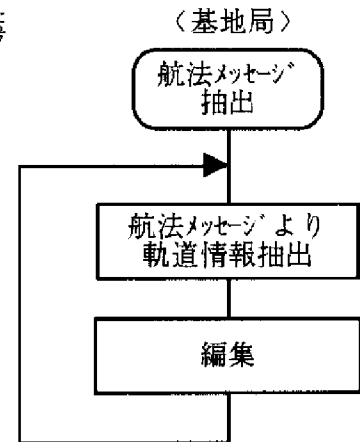 〈基地局〉
航法ﾒｯｾｰｼﾞ
抽出
航法ﾒｯｾｰｼﾞより
軌道情報抽出
編集